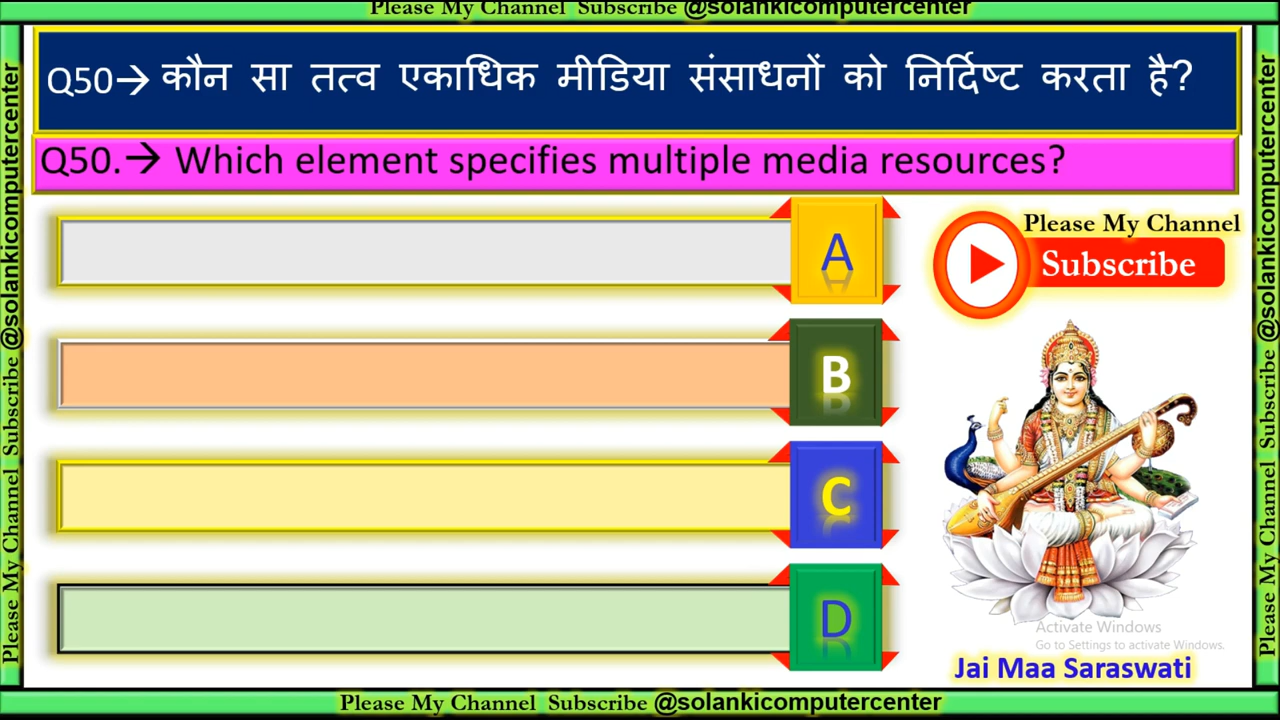 Please My Channel Subscribe @solankicomputercenter
Q50→ कौन सा तत्व एकाधिक मीडिया संसाधनों को निर्दिष्ट करता है?
Q50.→ Which element specifies multiple media resources?
A
B
C
D
Please My Channel
Subscribe
Activate Windows
Go to Settings to activate Windows.
Jai Maa Saraswati
Please My Channel Subscribe @solankicomputercenter
Please My Channel Subscribe @solankicomputercenter
Please My Channel Subscribe @solankicomputercenter